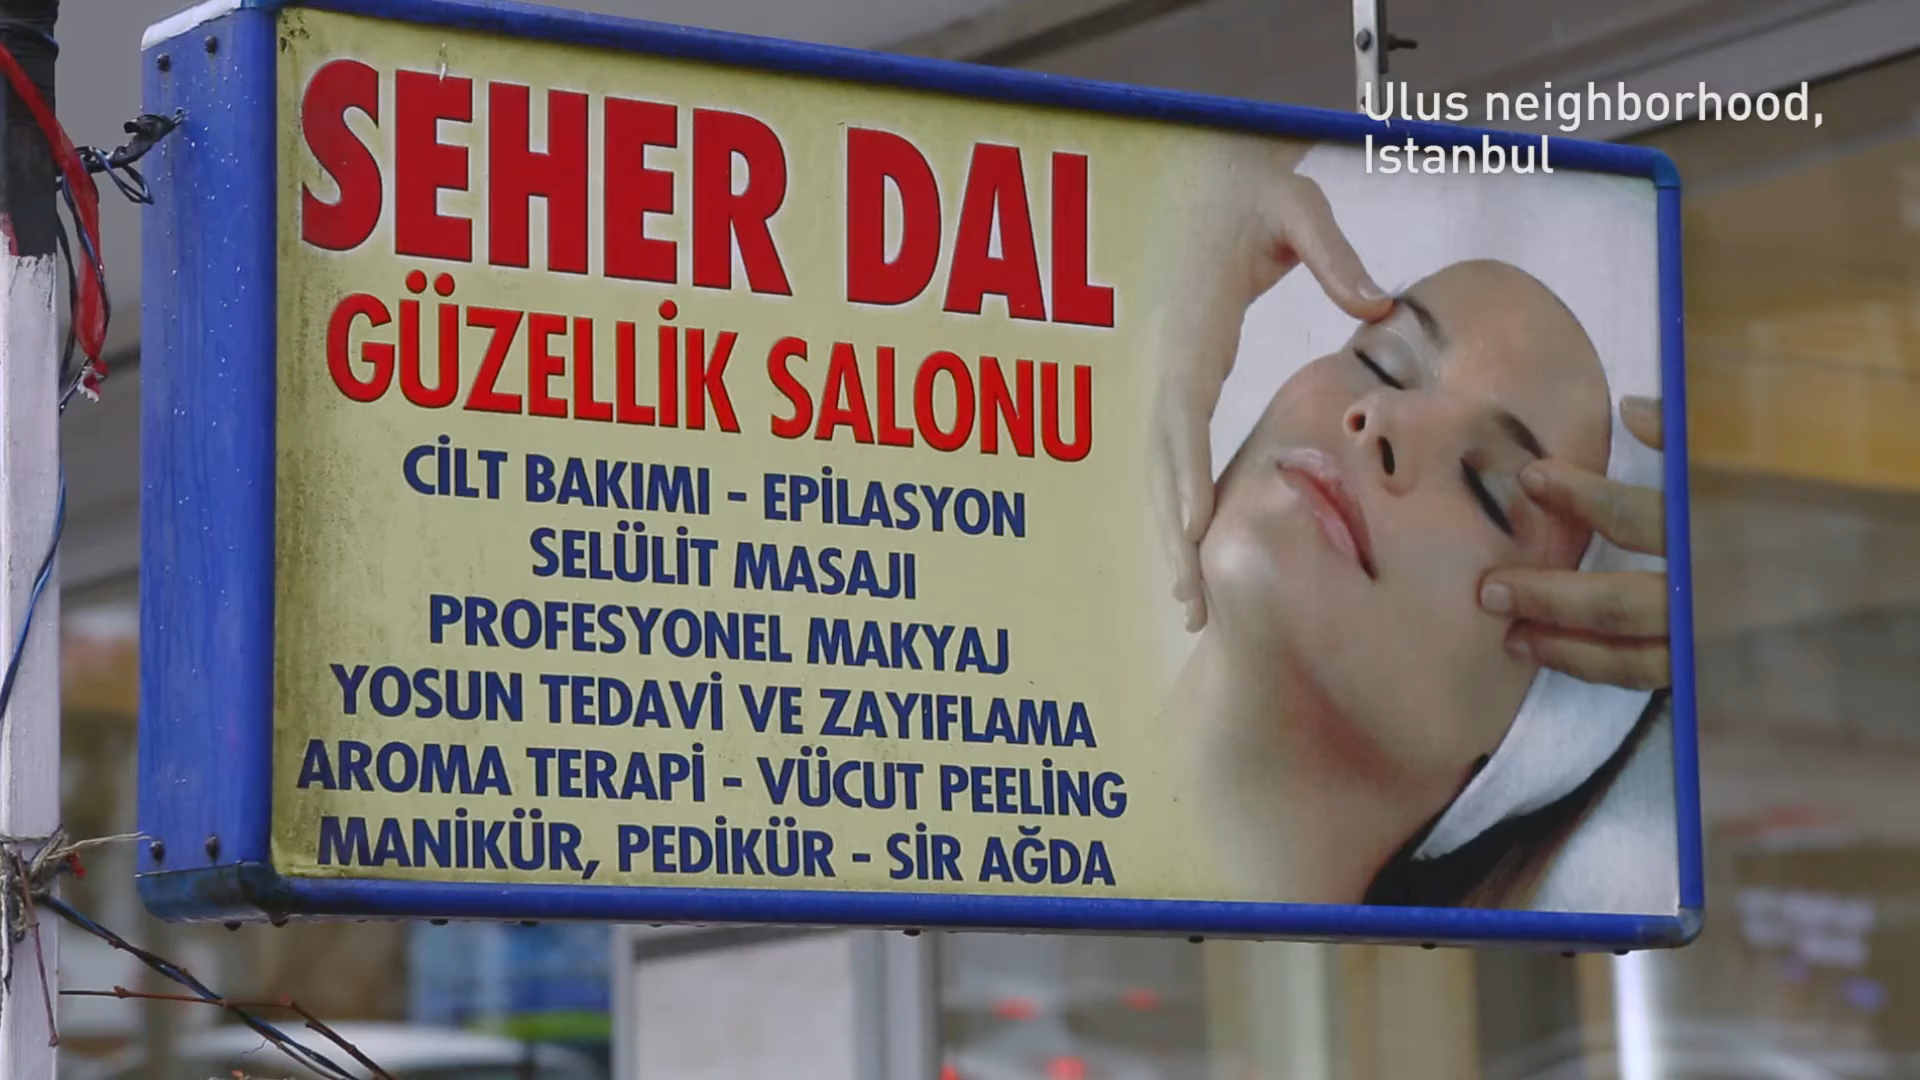 SEHER DAL
GÜZELLİK SALONU
CİLT BAKIMI - EPİLASYON
SELÜLİT MASAJI
PROFESYONEL MAKYAJ
YOSUN TEDAVİ VE ZAYIFLAMA
AROMA TERAPİ - VÜCUT PEELİNG
MANİKÜR, PEDİKÜR - SİR AĞDA
Ulus neighborhood,
Istanbul